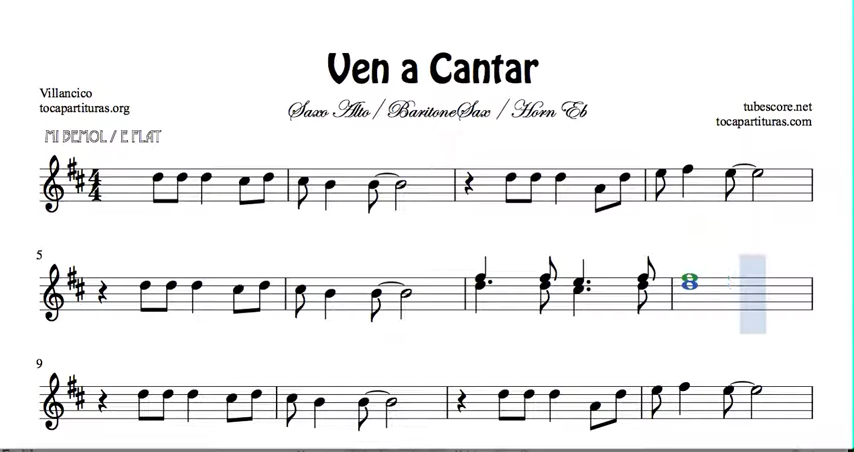 Ven a Cantar
Villancico
tocapartituras.org
Saxo Alto / BaritoneSax / Horn Eb
tubescore.net
tocapartituras.com
MI BEMOL / E FLAT
5
9